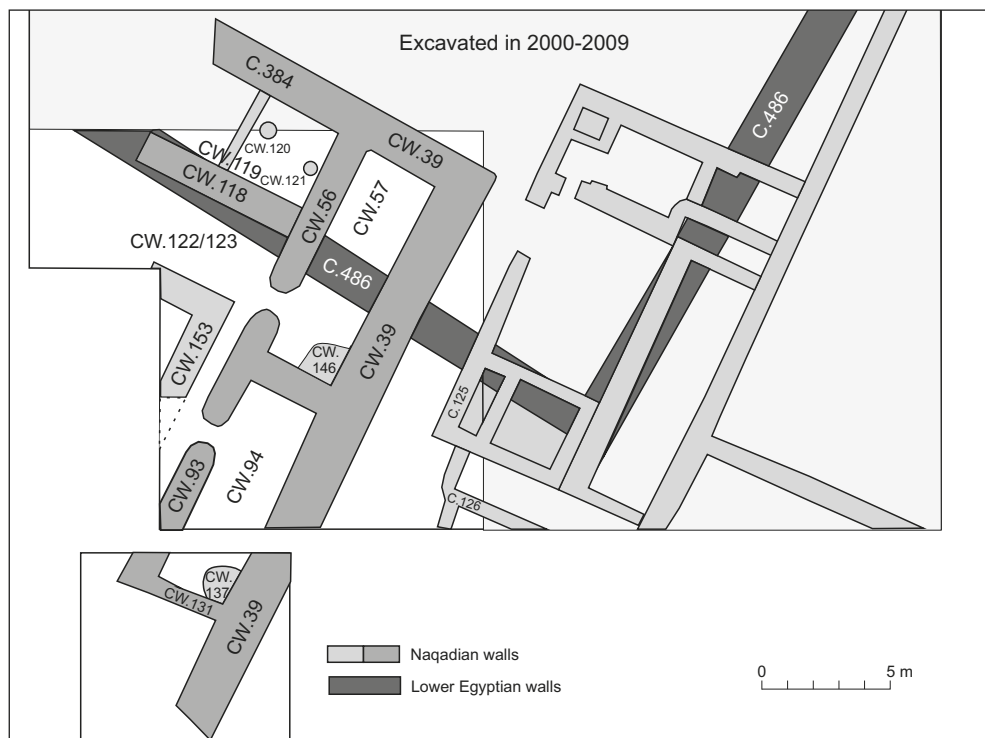 Excavated in 2000-2009
C.384
C.486
CW.120
CW.39
CW.119
CW.121
CW.118
CW.56
CW.57
CW.122/123
C.486
CW.153
CW.
146
CW.39
C.125
CW.93
CW.94
C.126
CW.
137
CW.131
CW.39
Naqadian walls
Lower Egyptian walls
0
5 m